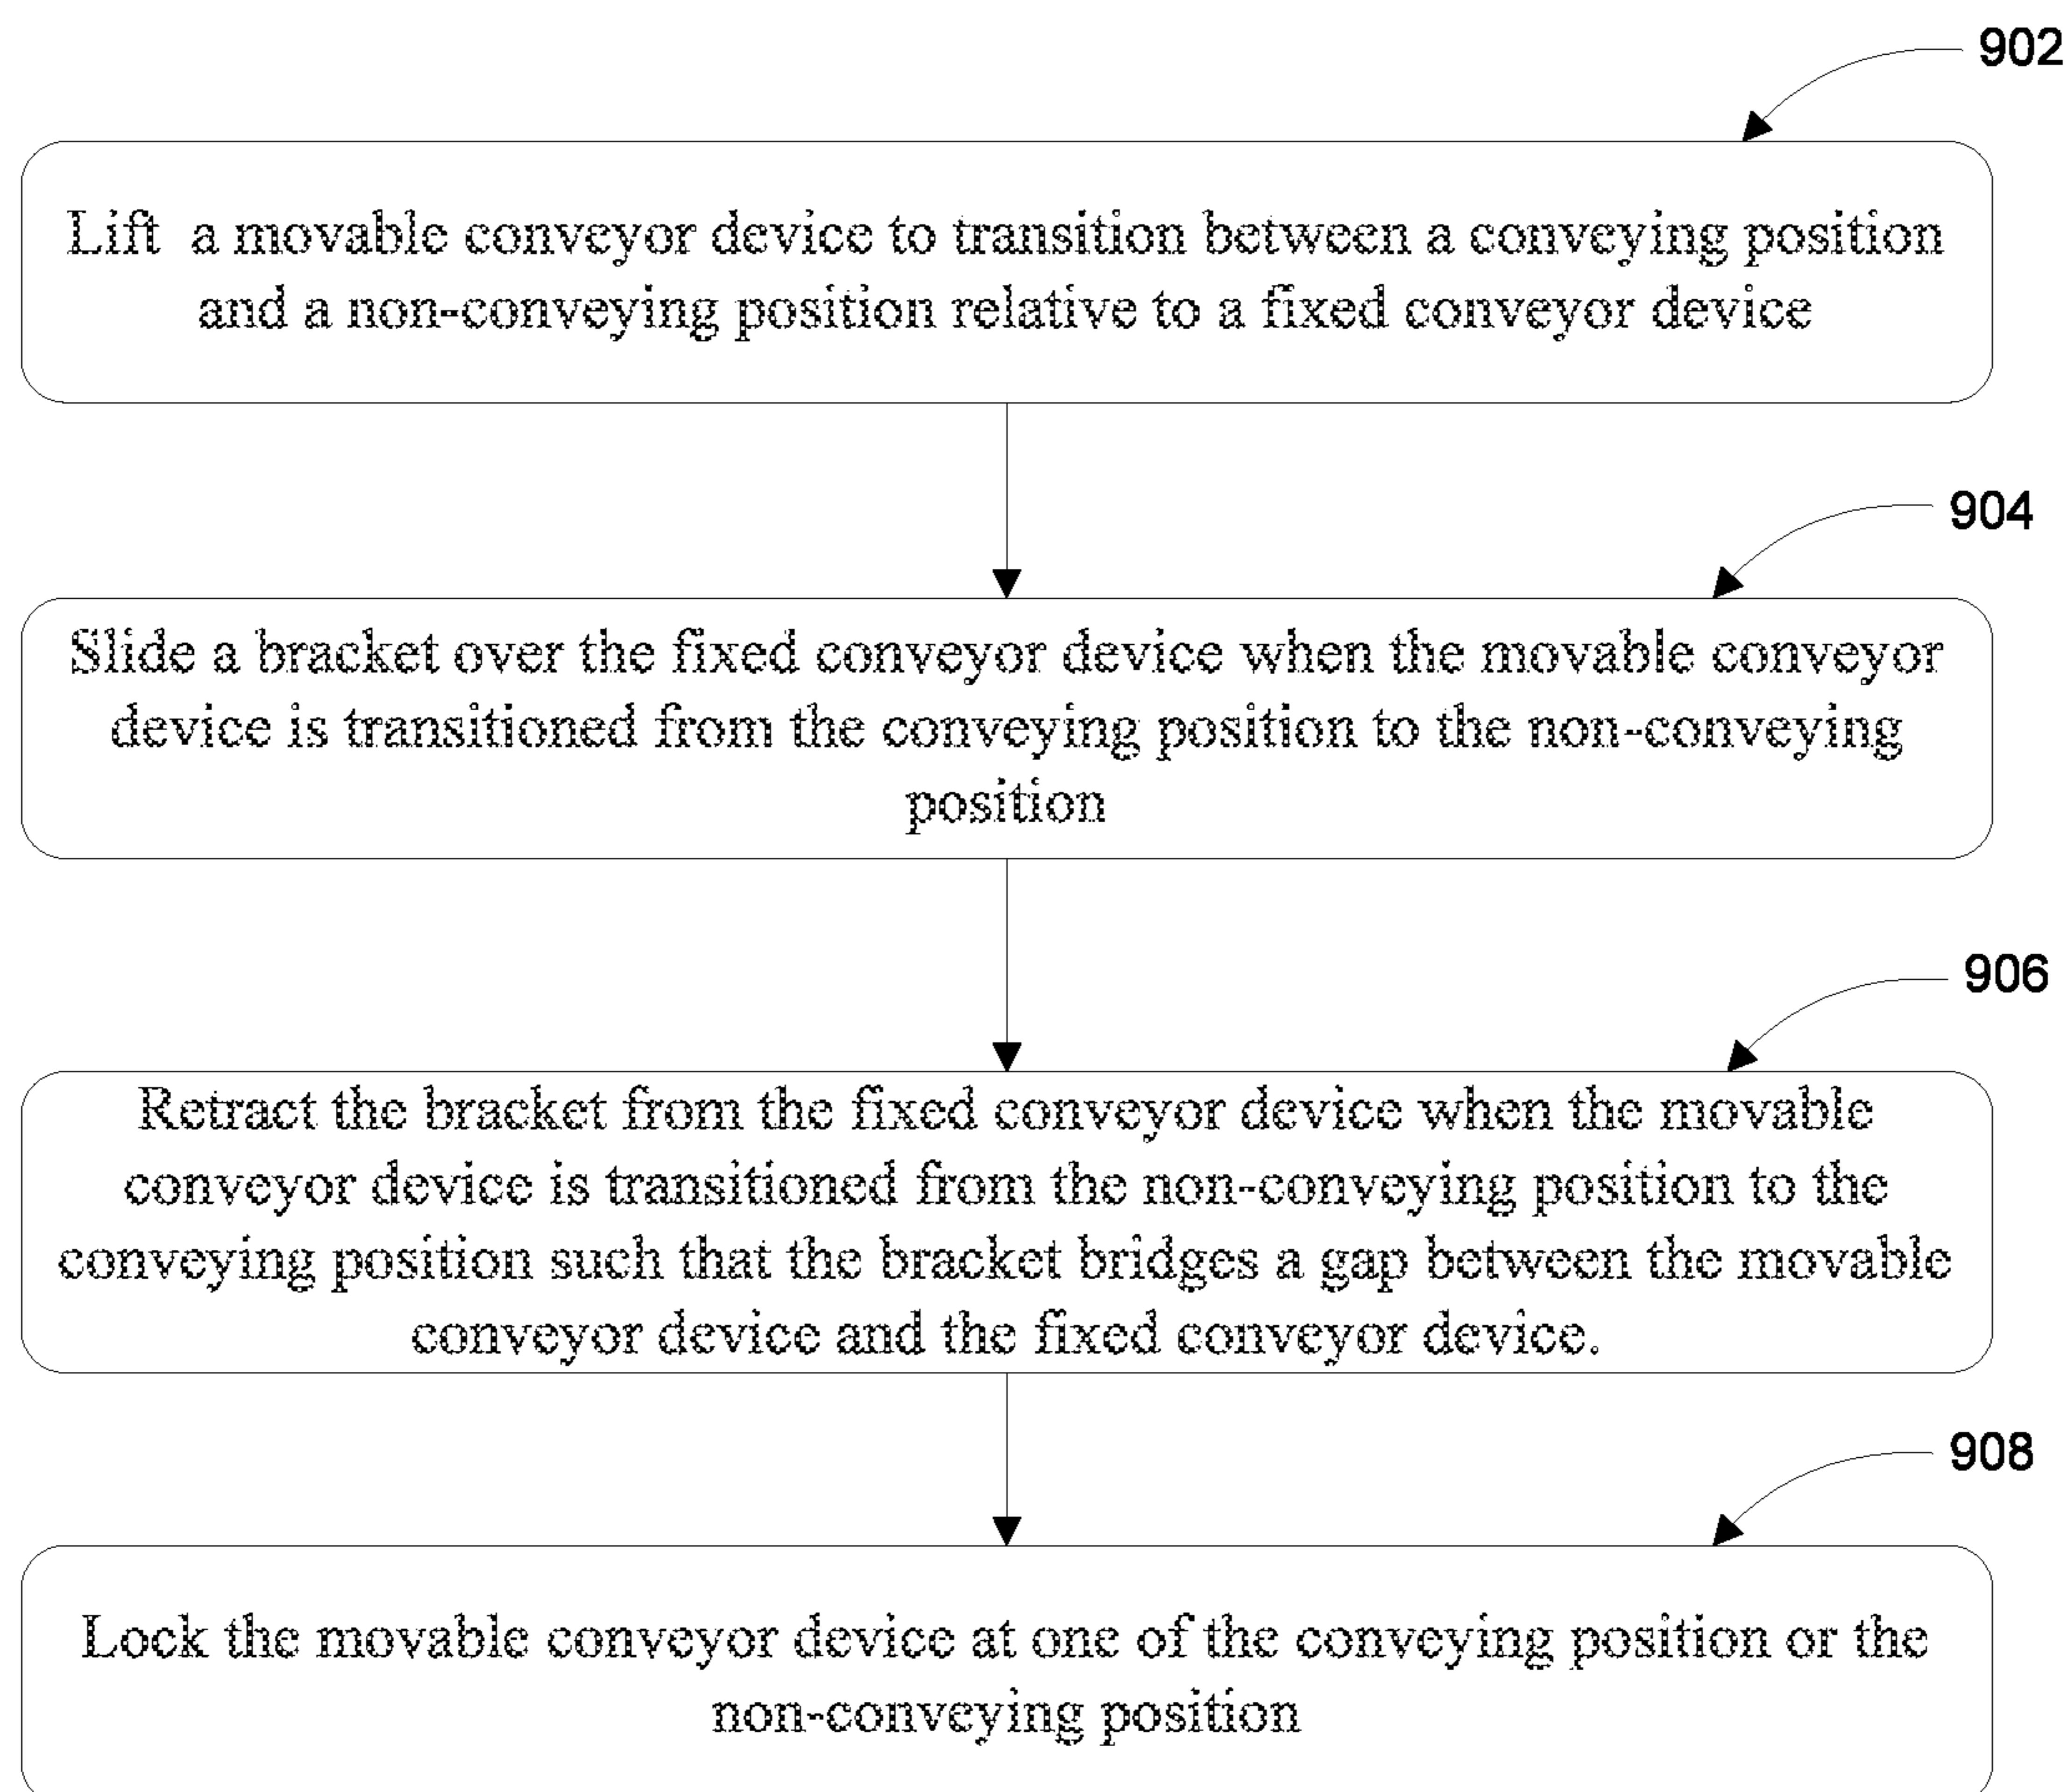 902
Lift a movable conveyor device to transition between a conveying position
and a non-conveying position relative to a fixed conveyor device
904
Slide a bracket over the fixed conveyor device when the movable conveyor
device is transitioned from the conveying position to the non-conveying
position
906
Retract the bracket from the fixed conveyor device when the movable
conveyor device is transitioned from the non-conveying position to the
conveying position such that the bracket bridges a gap between the movable
conveyor device and the fixed conveyor device.
908
Lock the movable conveyor device at one of the conveying position or the
non-conveying position